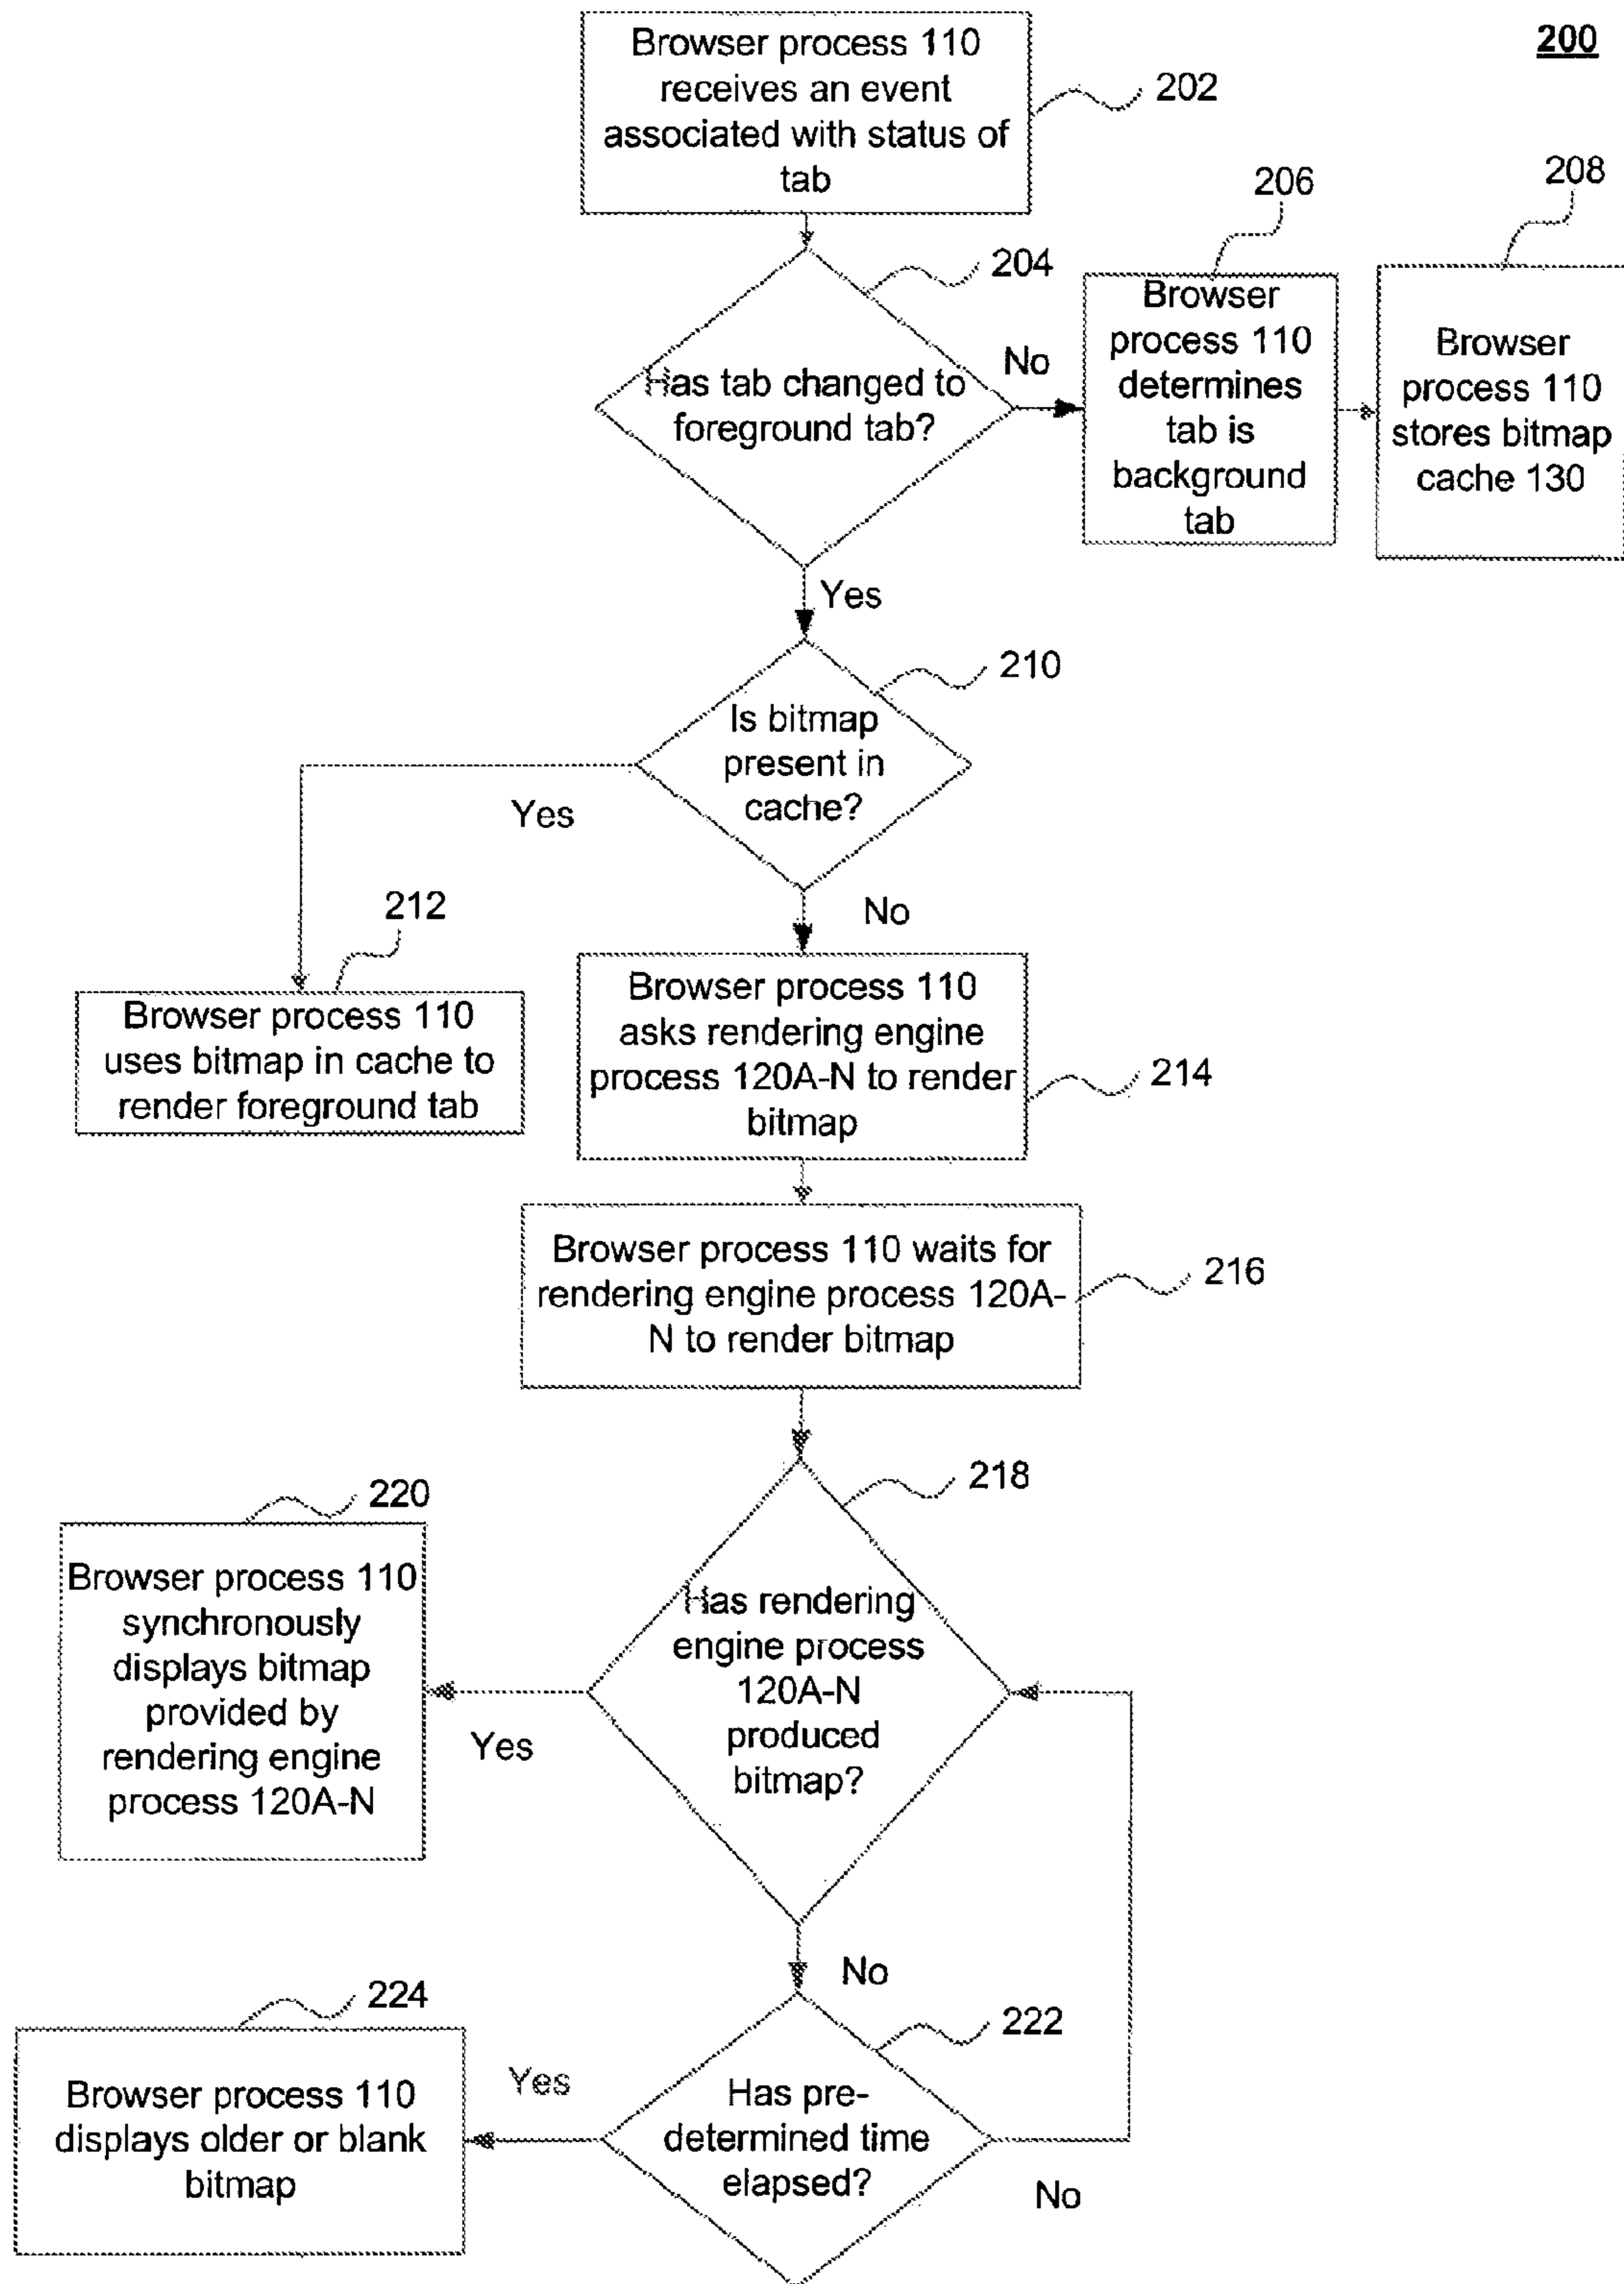 200
Browser process 110
receives an event
associated with status of
tab
202
204
206
208
Has tab changed to
foreground tab?
No
Browser
process 110
determines
tab is
background
tab
Browser
process 110
stores bitmap
cache 130
Yes
210
Is bitmap
present in
cache?
Yes
No
212
Browser process 110
uses bitmap in cache to
render foreground tab
Browser process 110
asks rendering engine
process 120A-N to render
bitmap
214
Browser process 110 waits for
rendering engine process 120A-
N to render bitmap
216
218
Has rendering
engine process
120A-N
produced
bitmap?
220
Browser process 110
synchronously
displays bitmap
provided by
rendering engine
process 120A-N
Yes
No
222
Has pre-
determined time
elapsed?
224
Yes
Browser process 110
displays older or blank
bitmap
No